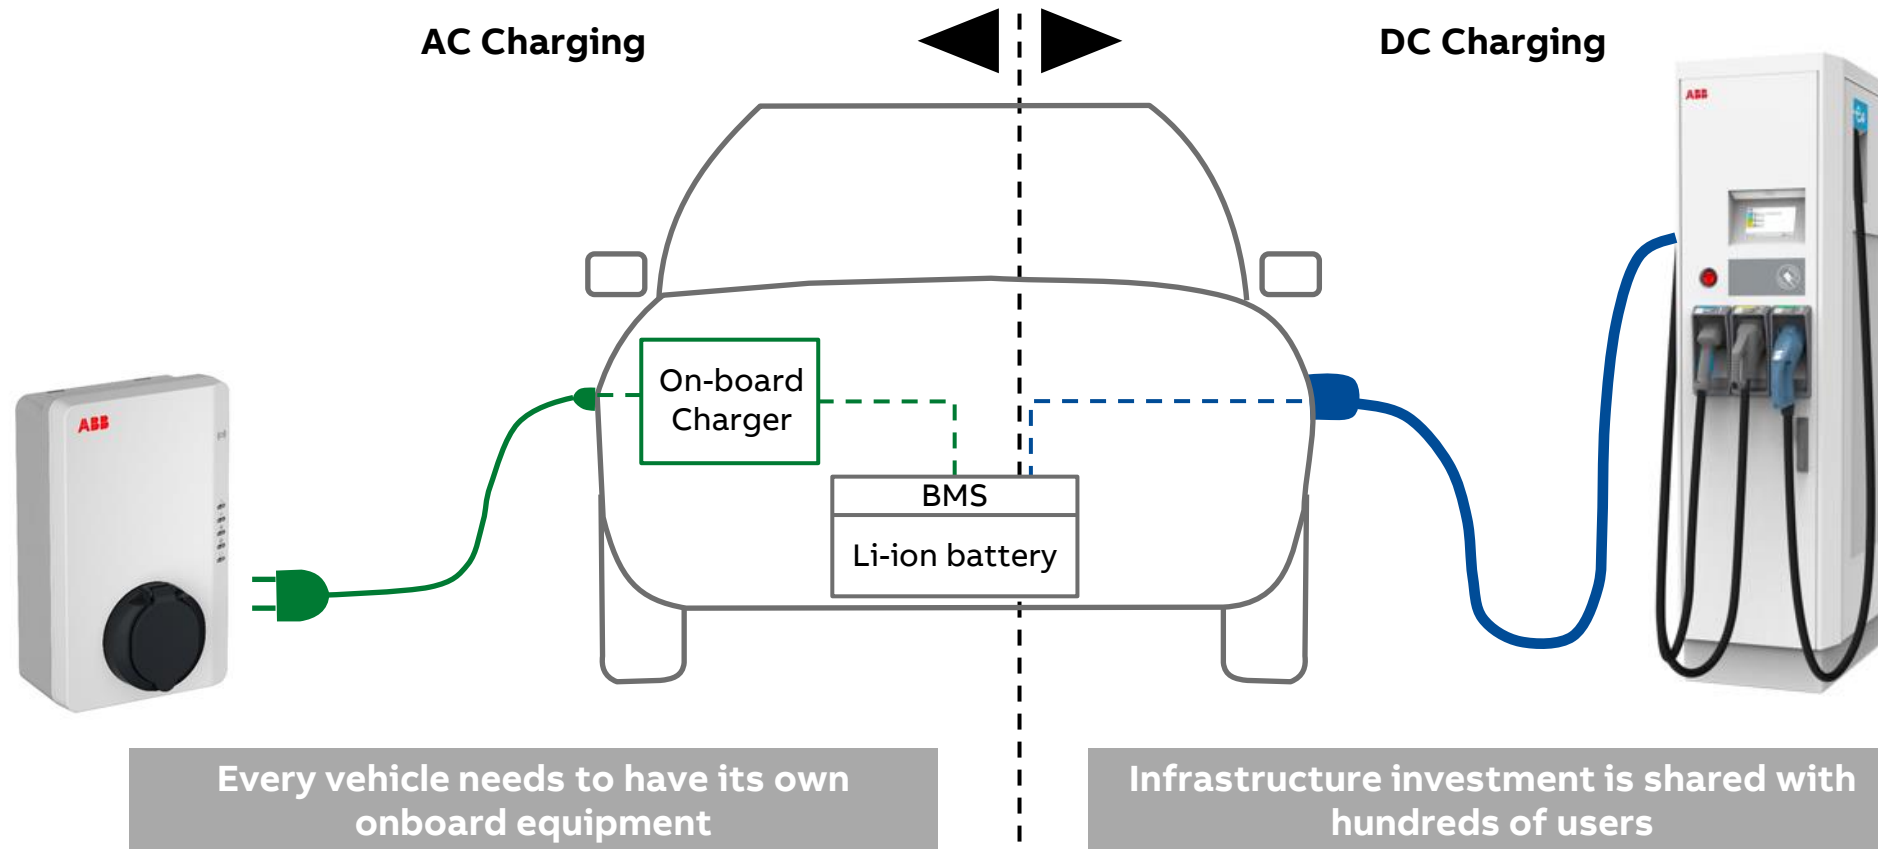 AC Charging
DC Charging
ABB
ABB
On-board
Charger
BMS
Li-ion battery
Every vehicle needs to have its own
onboard equipment
Infrastructure investment is shared with
hundreds of users